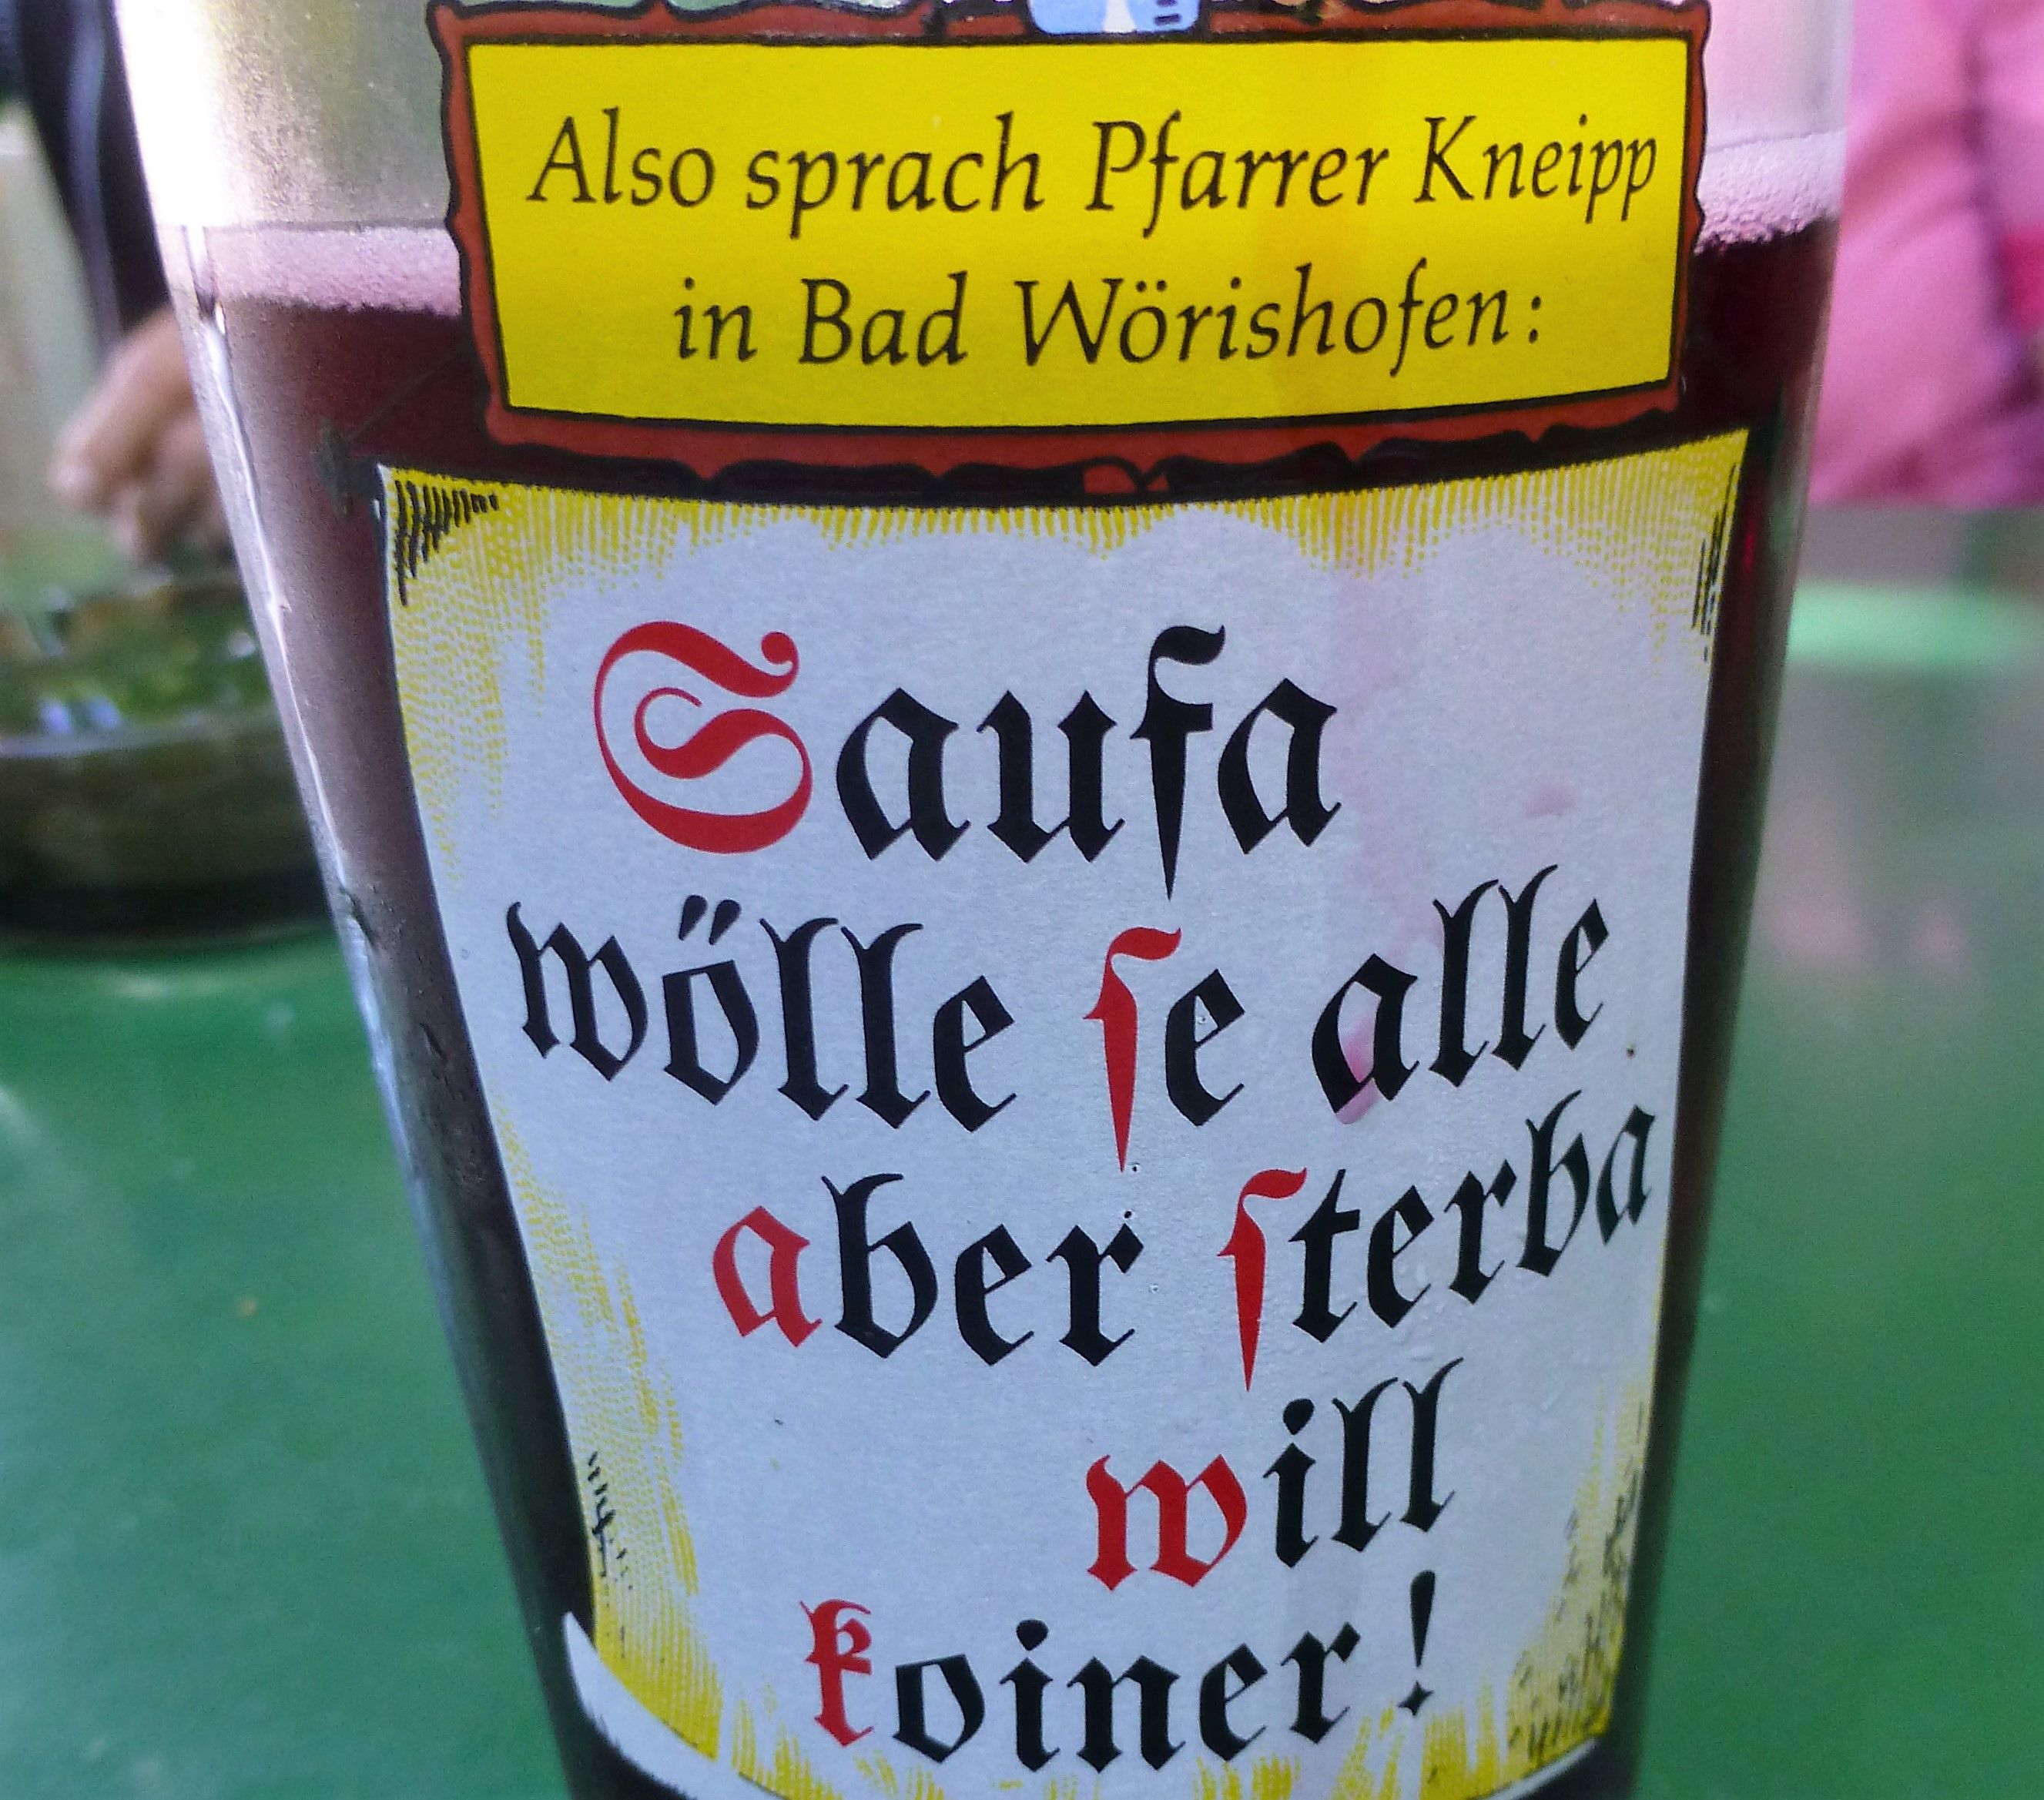 Also sprach Pfarrer Kneipp
in Bad Wörishofen:
Saufa
wölle se alle
aber sterba
will
koiner!